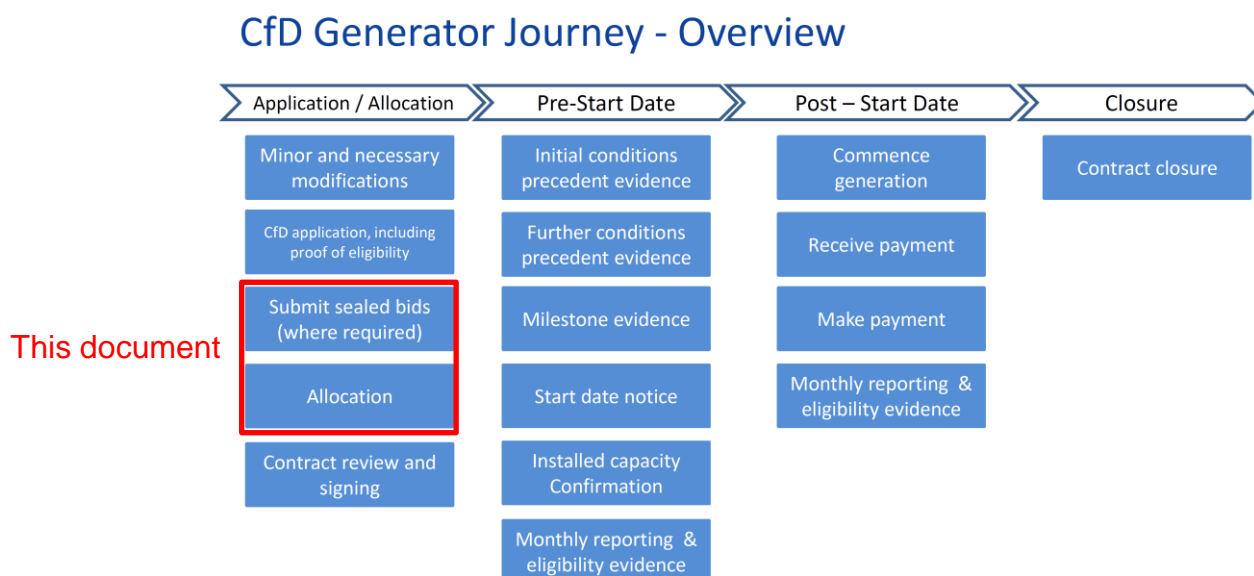 CfD Generator Journey - Overview
Application / Allocation
Pre-Start Date
Post – Start Date
Closure
Minor and necessary
modifications
CfD application, including
proof of eligibility
Submit sealed bids
(where required)
This document
Allocation
Contract review and
signing
Initial conditions
precedent evidence
Further conditions
precedent evidence
Milestone evidence
Start date notice
Installed capacity
Confirmation
Monthly reporting &
eligibility evidence
Commence
generation
Receive payment
Make payment
Monthly reporting &
eligibility evidence
Contract closure